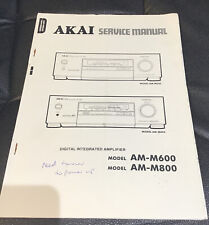 AKAI SERVICE MANUAL
DIGITAL INTEGRATED AMPLIFIER
MODEL AM-M600
MODEL AM-M800